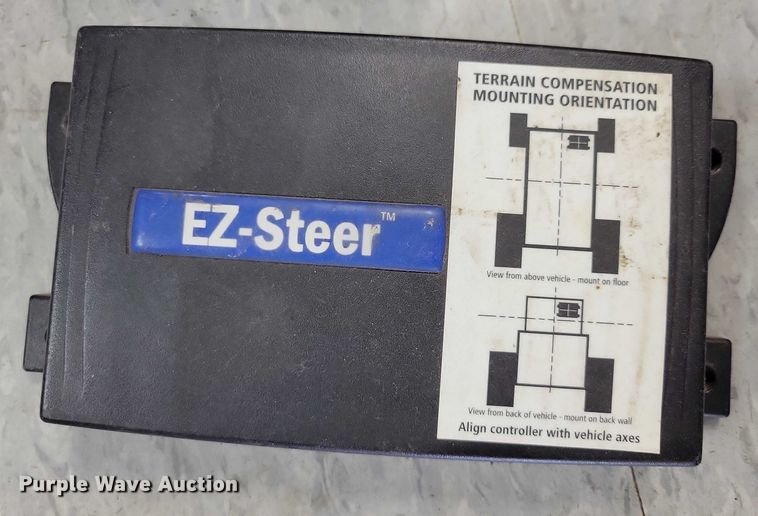 TERRAIN COMPENSATION
MOUNTING ORIENTATION
EZ-Steer™
View from above vehicle - mount on floor
View from back of vehicle - mount on back wall
Align controller with vehicle axes
Purple Wave Auction